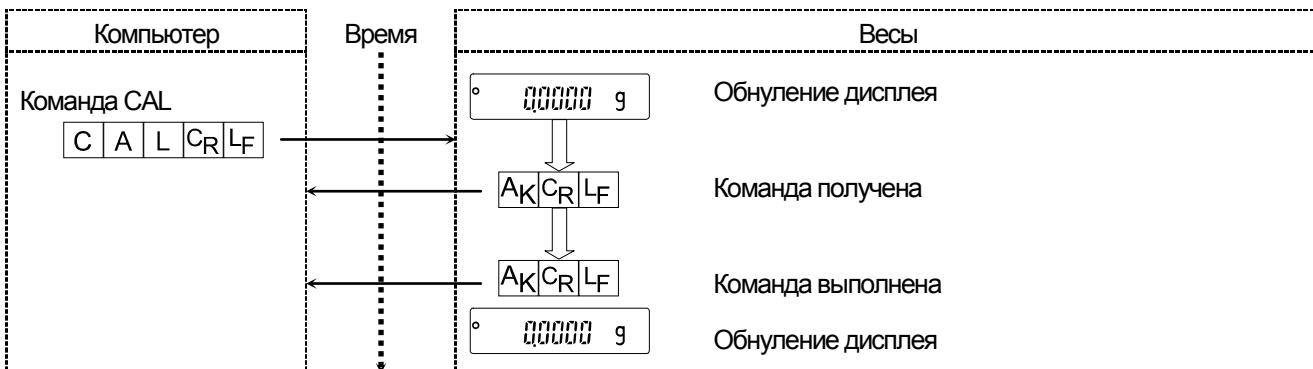 Компьютер Время Весы
Команда CAL
0.0000 g Обнуление дисплея
C A L CR LF
AK CR LF Команда получена
AK CR LF Команда выполнена
0.0000 g Обнуление дисплея